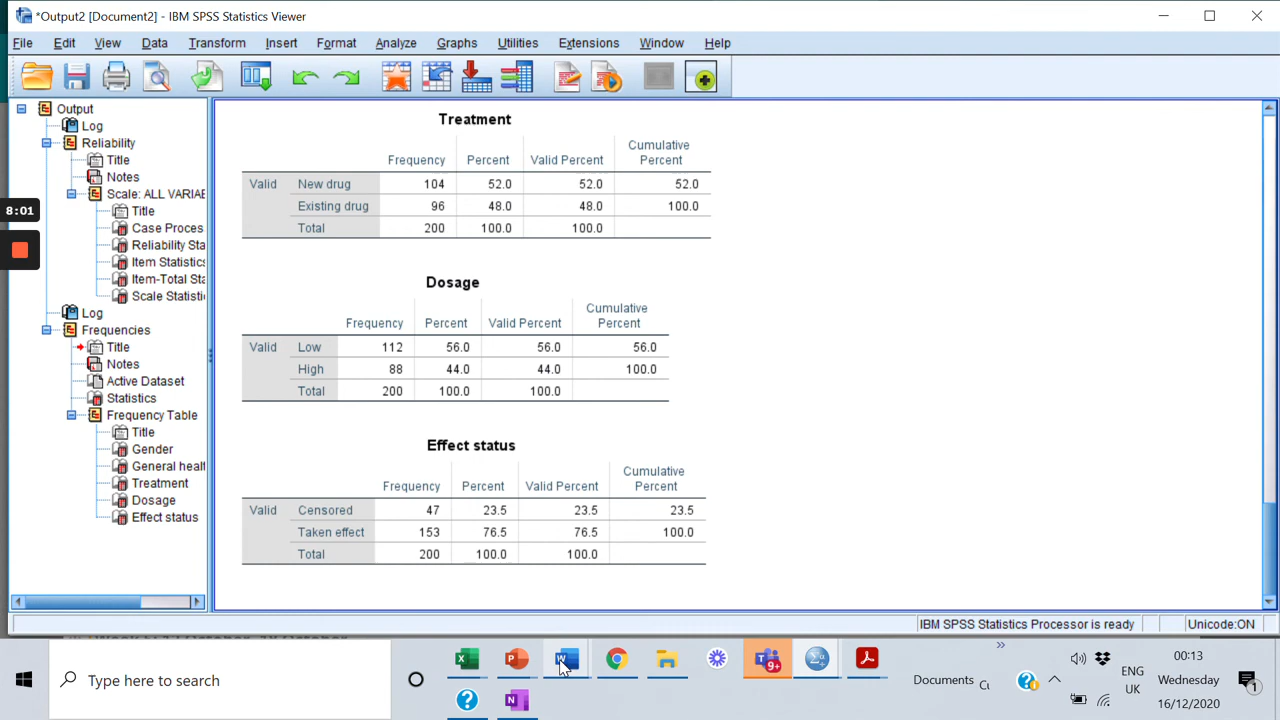 *Output2 [Document2] - IBM SPSS Statistics Viewer
File Edit View Data Transform Insert Format Analyze Graphs Utilities Extensions Window Help
Output
Log
Reliability
Title
Notes
Scale: ALL VARIAB
Title
Case Proces
Reliability Sta
Item Statistics
Item-Total Sta
Scale Statisti
Log
Frequencies
Title
Notes
Active Dataset
Statistics
Frequency Table
Title
Gender
General healt
Treatment
Dosage
Effect status
8:01
Treatment
Frequency Percent Valid Percent Cumulative Percent
Valid New drug 104 52.0 52.0 52.0
Existing drug 96 48.0 48.0 100.0
Total 200 100.0 100.0
Dosage
Frequency Percent Valid Percent Cumulative Percent
Valid Low 112 56.0 56.0 56.0
High 88 44.0 44.0 100.0
Total 200 100.0 100.0
Effect status
Frequency Percent Valid Percent Cumulative Percent
Valid Censored 47 23.5 23.5 23.5
Taken effect 153 76.5 76.5 100.0
Total 200 100.0 100.0
IBM SPSS Statistics Processor is ready Unicode:ON
Type here to search
W
9+
Documents
ENG
UK
00:13
Wednesday
16/12/2020
1